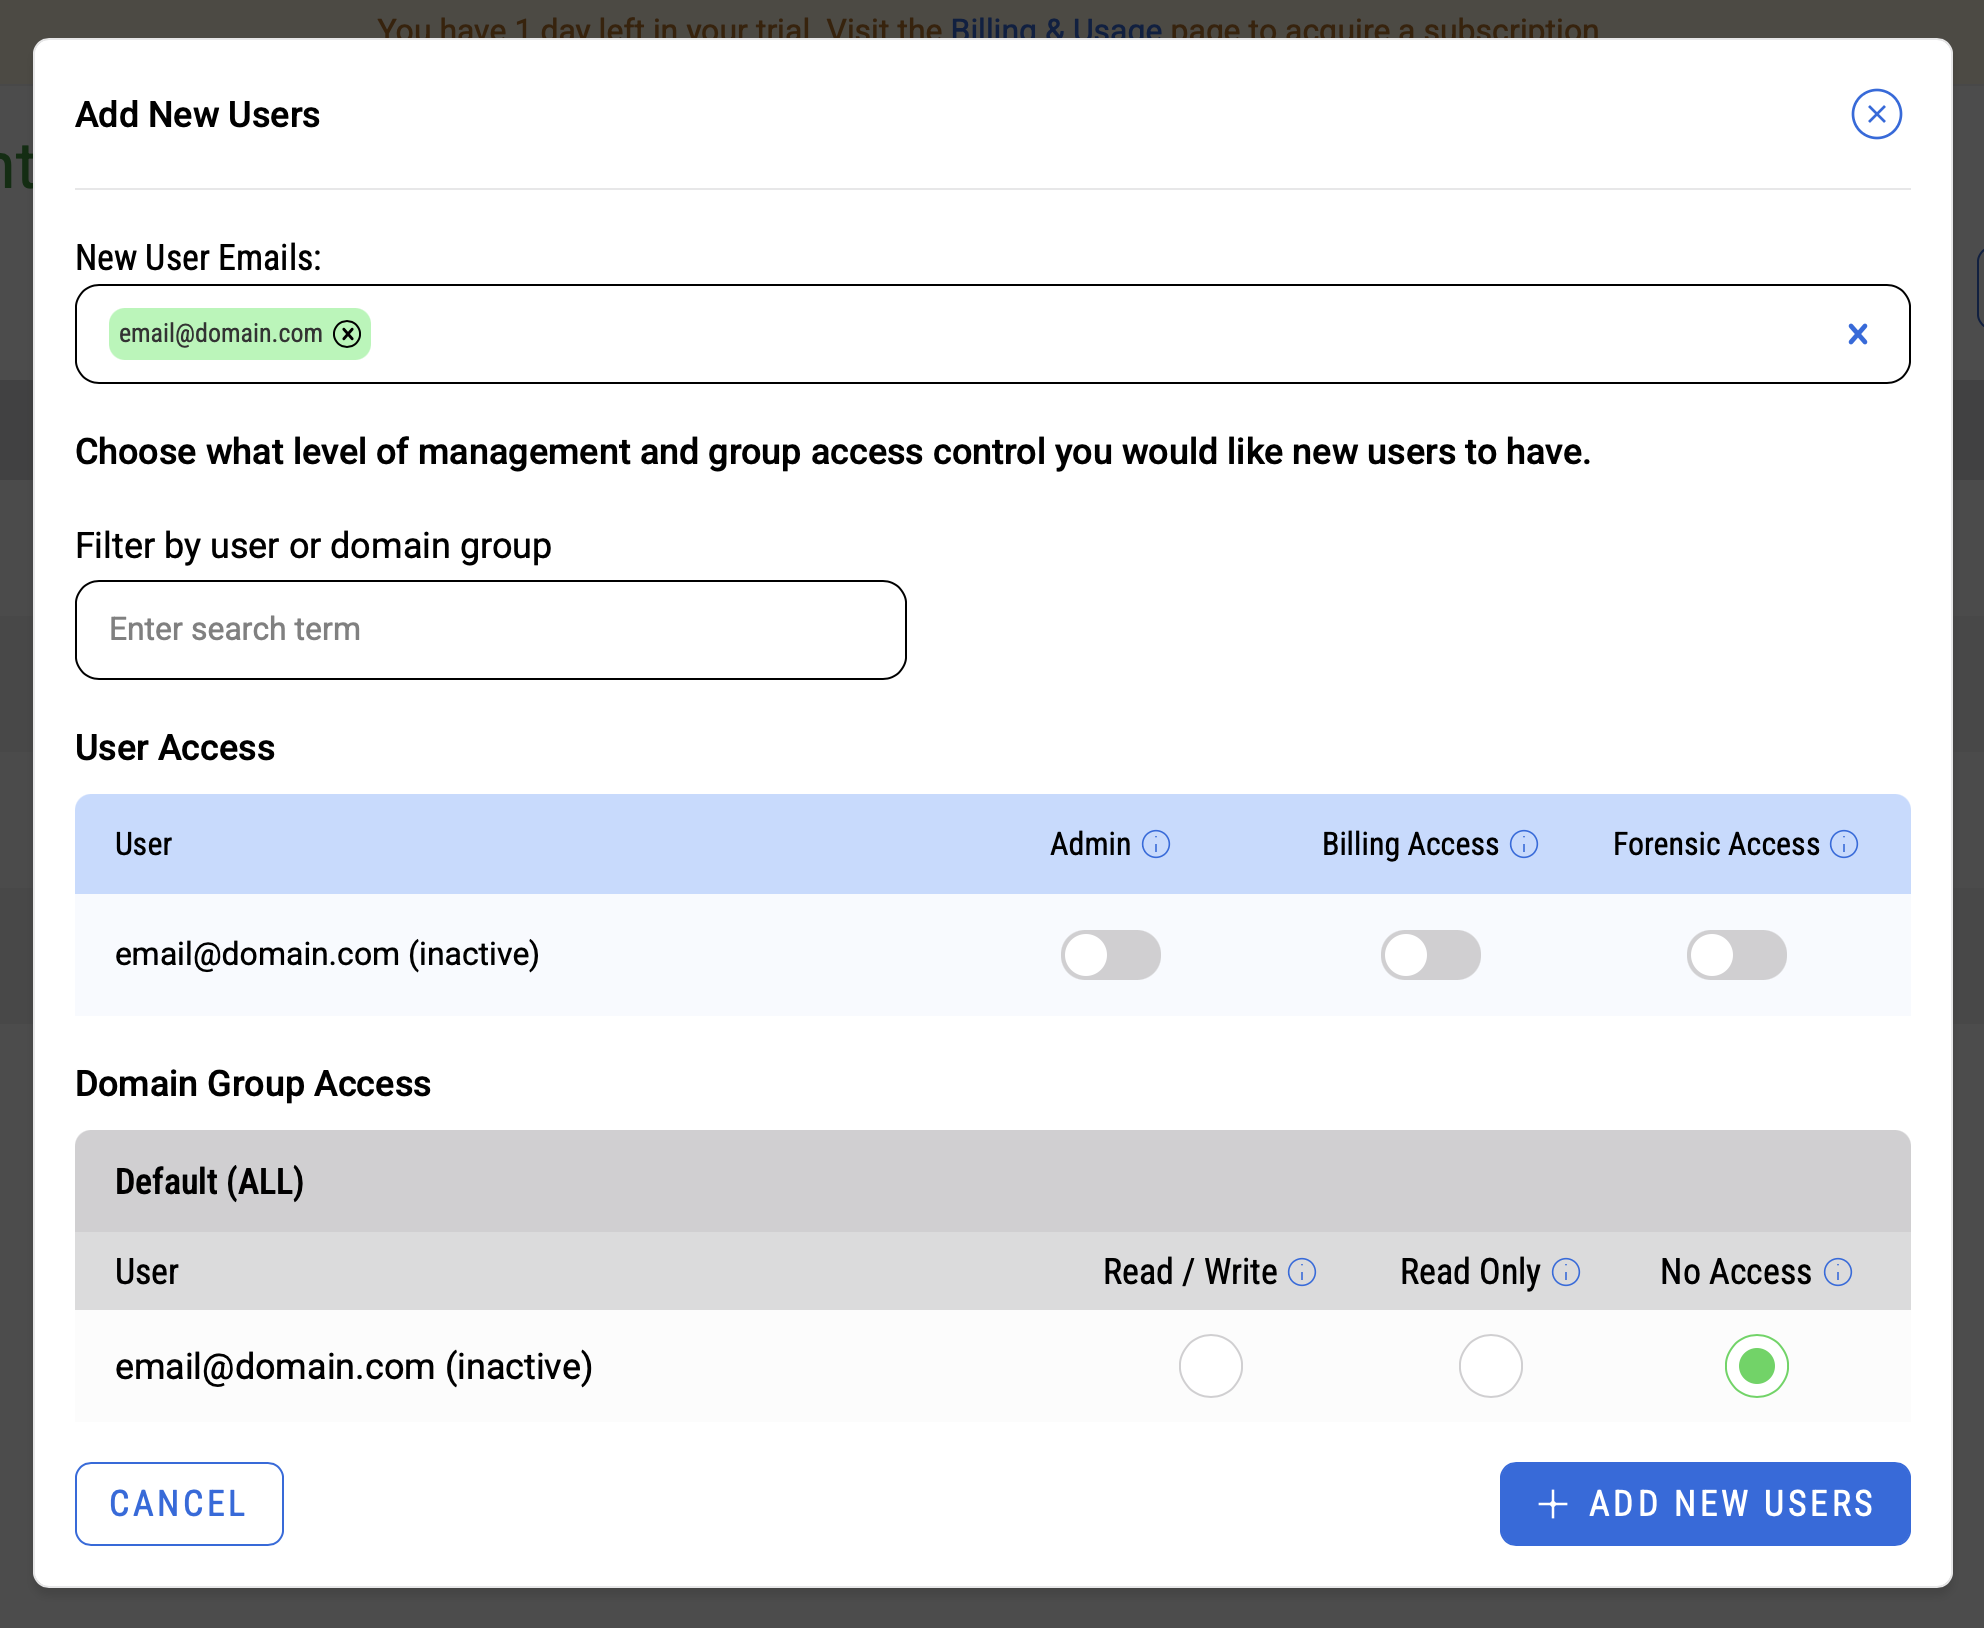 You have 1 day left in your trial. Visit the Billing & Usage page to acquire a subscription
Add New Users
nt
New User Emails:
email@domain.com
Choose what level of management and group access control you would like new users to have.
Filter by user or domain group
Enter search term
User Access
User Admin Billing Access Forensic Access
email@domain.com (inactive)
Domain Group Access
Default (ALL)
User Read / Write Read Only No Access
email@domain.com (inactive)
CANCEL + ADD NEW USERS